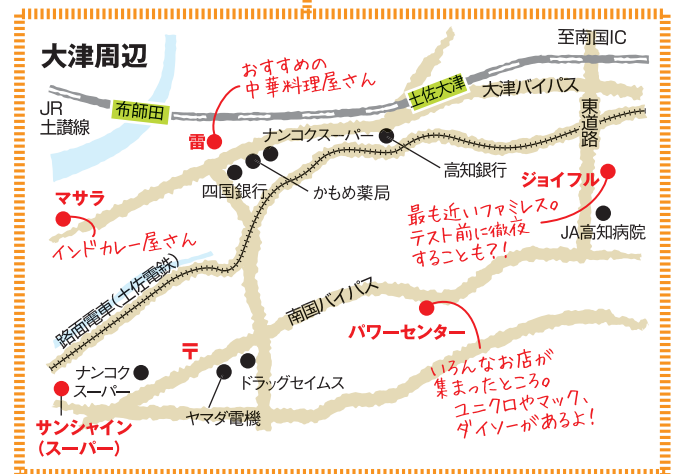 大津周辺
至南国IC
おすすめの
中華料理屋さん
土佐大津
大津バイパス
JR
土讃線
布師田
東道路
雷
ナンコクスーパー
高知銀行
四国銀行
かもめ薬局
ジョイフル
マサラ
インドカレー屋さん
最も近いファミレス。
テスト前に徹夜
することも?!
JA高知病院
路面電車(土佐電鉄)
南国バイパス
パワーセンター
〒
ナンコク
スーパー
ドラッグセイムス
ヤマダ電機
いろんなお店が
集まったところ。
ユニクロやマック、
ダイソーがあるよ!
サンシャイン
(スーパー)